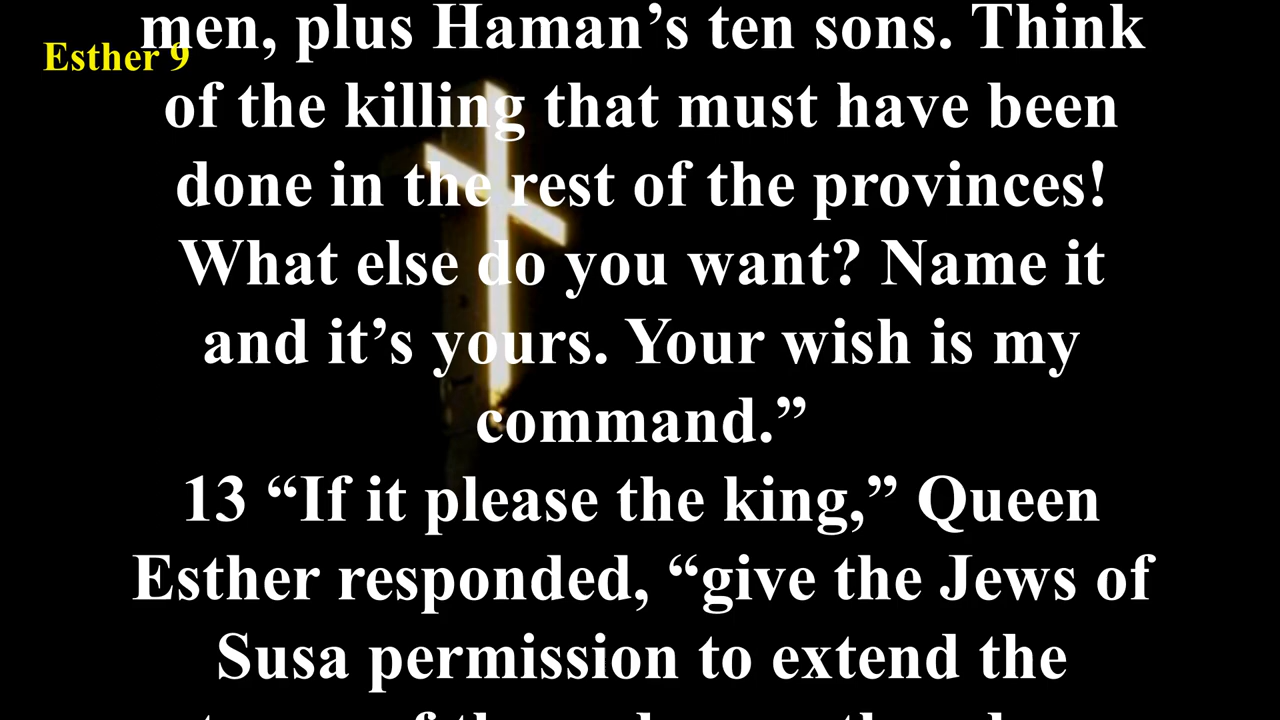 Esther 9
men, plus Haman’s ten sons. Think
of the killing that must have been
done in the rest of the provinces!
What else do you want? Name it
and it’s yours. Your wish is my
command.”
13 “If it please the king,” Queen
Esther responded, “give the Jews of
Susa permission to extend the